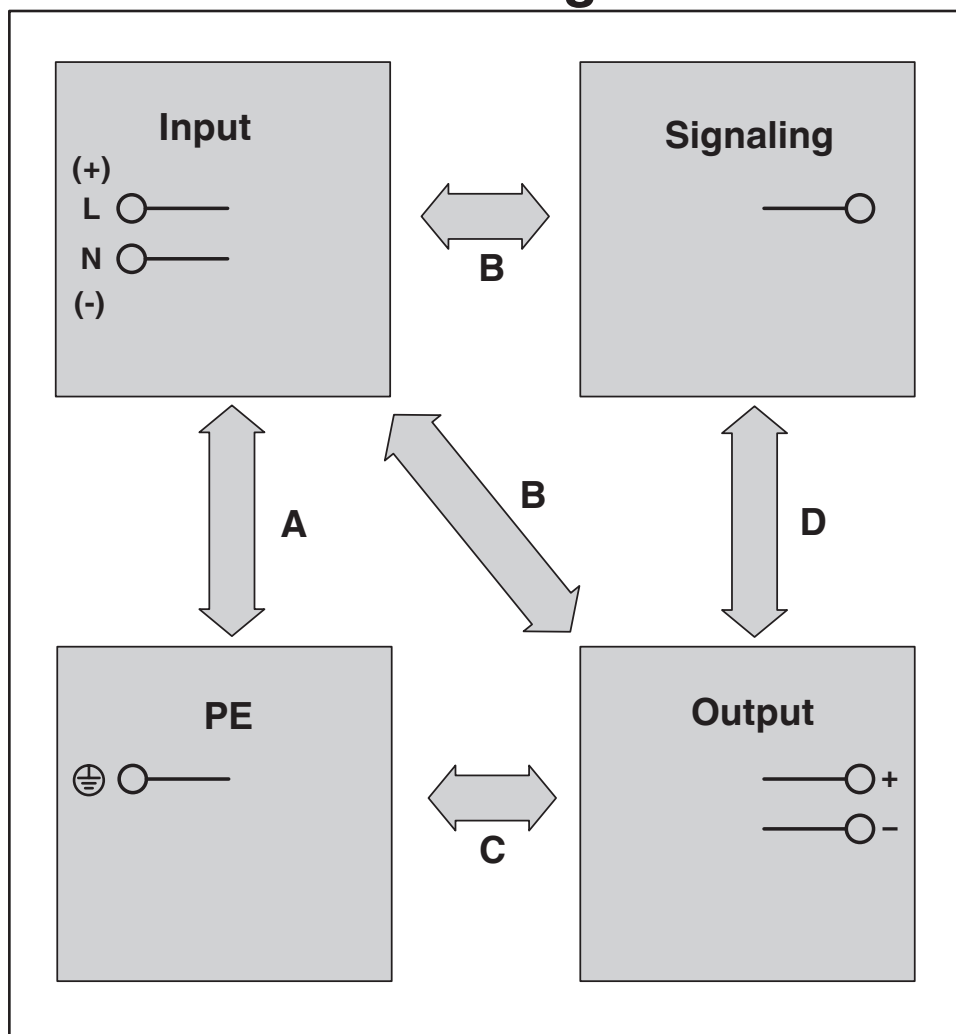 Input
(+)
L
N
(-)
Signaling
B
A
B
D
PE
Output
+
–
C